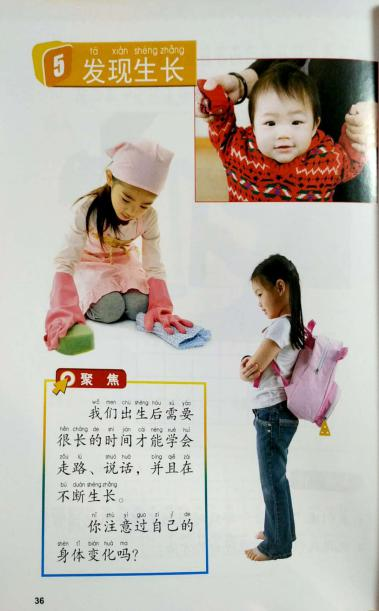 5
fā xiàn shēng zhǎng
发现生长
聚 焦
wǒ men chū shēng hòu xū yào
我们出生后需要
hěn cháng de shí jiān cái néng xué huì
很长的时间才能学会
zǒu lù shuō huà bìng qiě zài
走路、说话，并且在
bú duàn shēng zhǎng
不断生长。
nǐ zhù yì guo zì jǐ de
你注意过自己的
shēn tǐ biàn huà ma
身体变化吗？
36